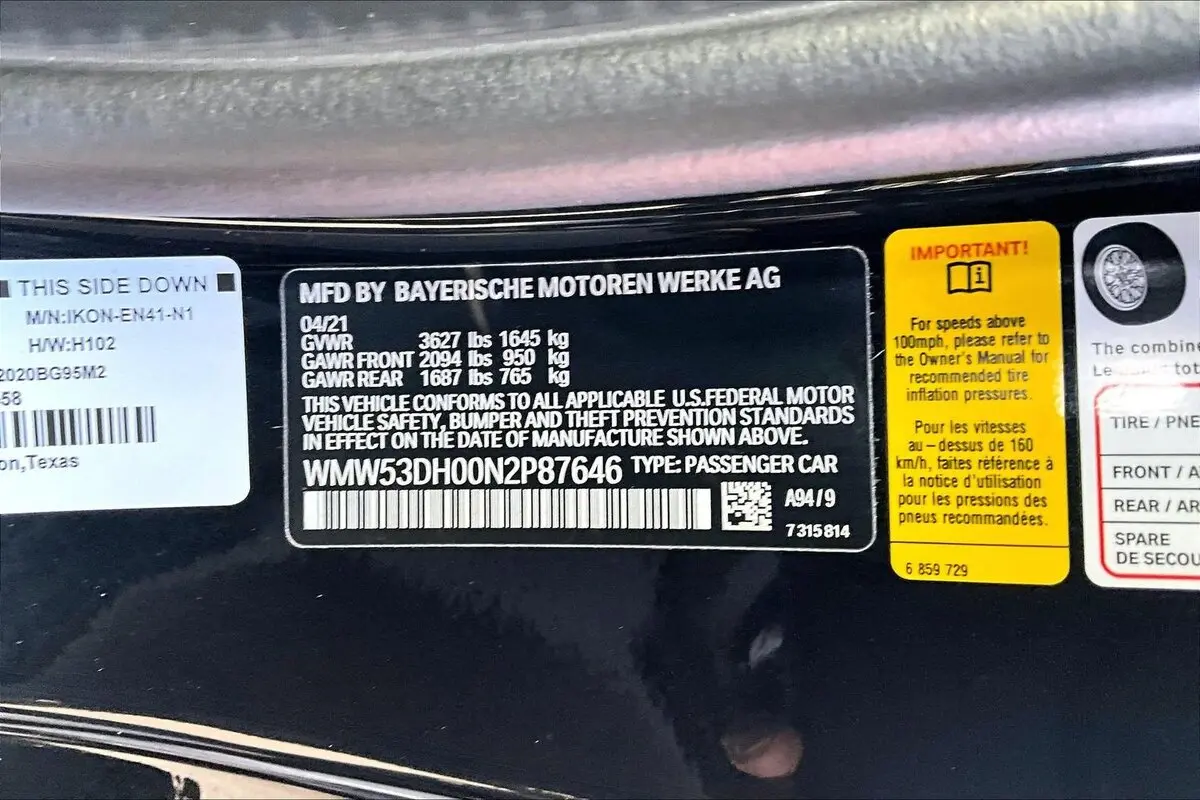 THIS SIDE DOWN
M/N:IKON-EN41-N1
H/W:H102
2020BG95M2
58
on,Texas
MFD BY BAYERISCHE MOTOREN WERKE AG
04/21
GVWR 3627 lbs 1645 kg
GAWR FRONT 2094 lbs 950 kg
GAWR REAR 1687 lbs 765 kg
THIS VEHICLE CONFORMS TO ALL APPLICABLE U.S.FEDERAL MOTOR
VEHICLE SAFETY, BUMPER AND THEFT PREVENTION STANDARDS
IN EFFECT ON THE DATE OF MANUFACTURE SHOWN ABOVE.
WMW53DH00N2P87646 TYPE: PASSENGER CAR
A94/9
7315814
IMPORTANT!
For speeds above
100mph, please refer to
the Owner's Manual for
recommended tire
inflation pressures.
Pour les vitesses
au-dessus de 160
km/h, faites référence à
la notice d'utilisation
pour les pressions des
pneus recommandées.
6 859 729
The combine
Le tot
TIRE / PNE
FRONT / A
REAR / AR
SPARE
DE SECOU